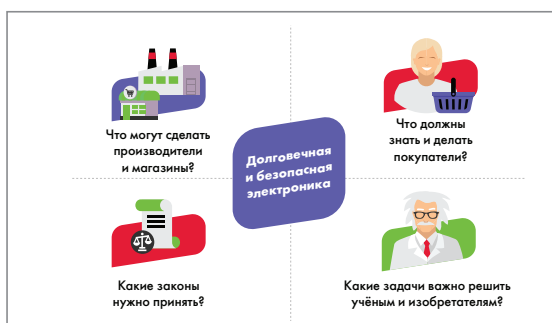 Что могут сделать
производители
и магазины?
Что должны
знать и делать
покупатели?
Долговечная
и безопасная
электроника
Какие законы
нужно принять?
Какие задачи важно решить
учёным и изобретателям?